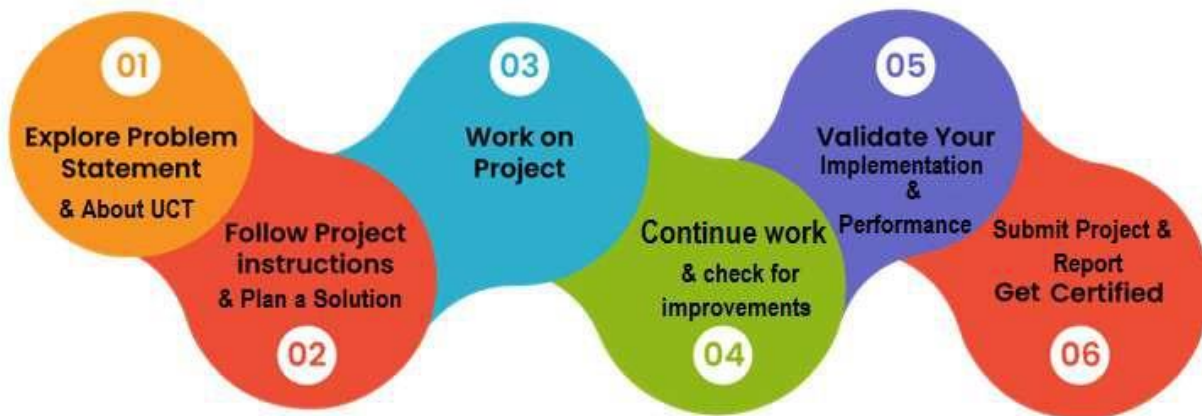 01
Explore Problem
Statement
& About UCT
Follow Project
instructions
& Plan a Solution
02
03
Work on
Project
Continue work
& check for
improvements
04
05
Validate Your
Implementation
&
Performance
Submit Project &
Report
Get Certified
06